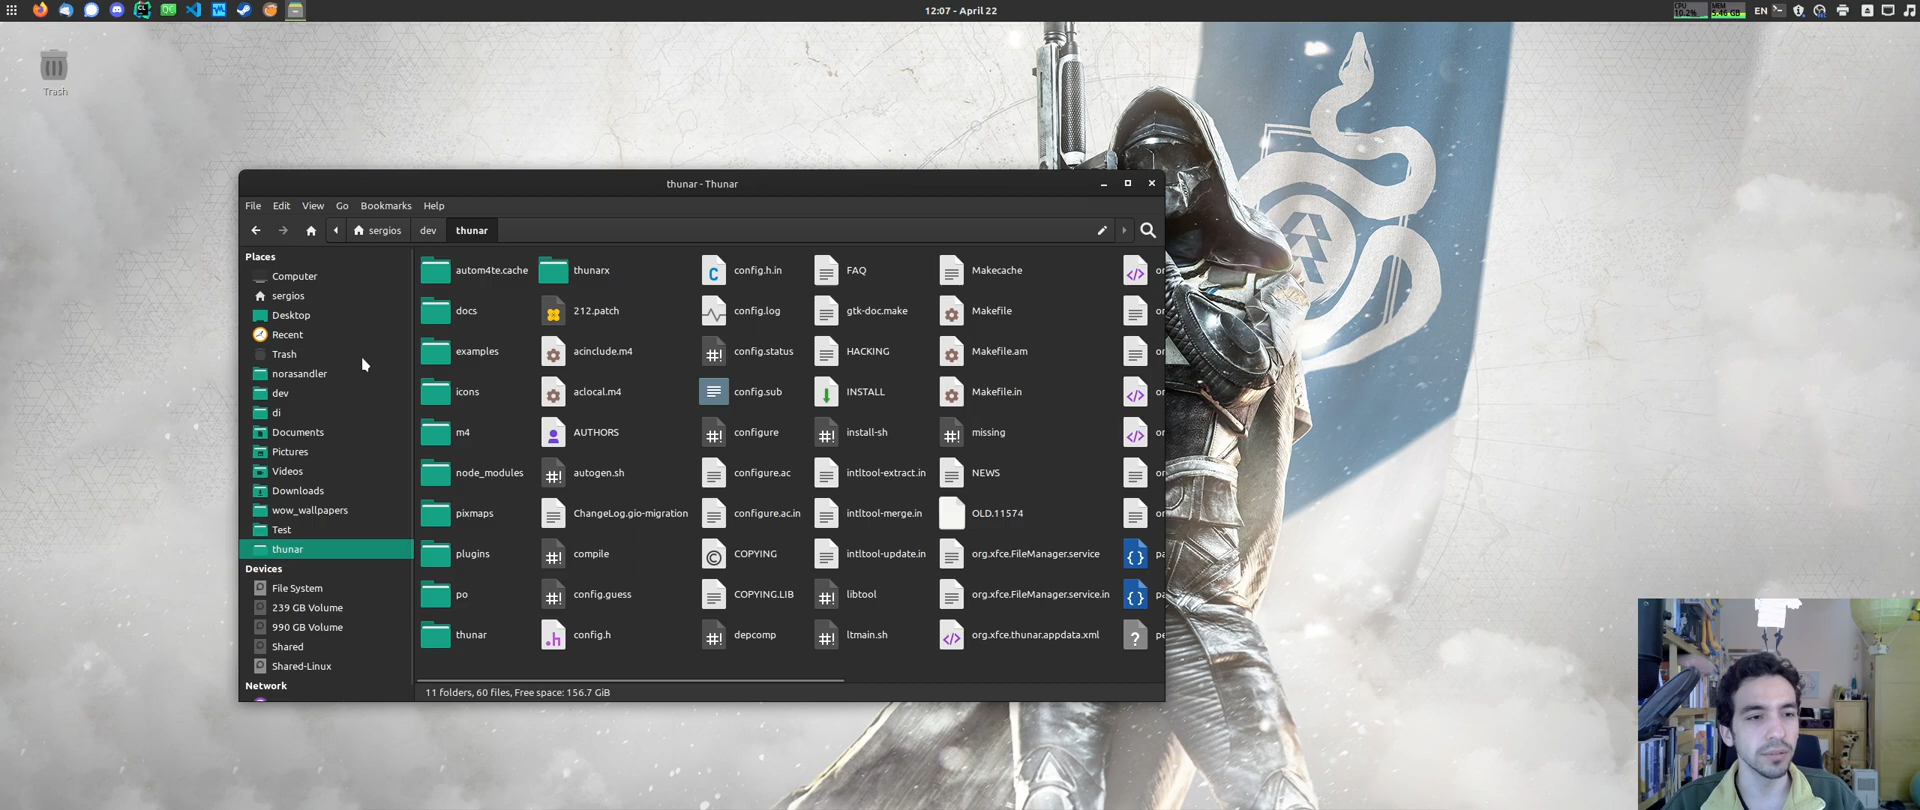 12:07 - April 22
CPU
10.2%
MEM
5.46 GB
EN
Trash
thunar - Thunar
File Edit View Go Bookmarks Help
sergios dev thunar
Places
Computer
sergios
Desktop
Recent
Trash
norasandler
dev
di
Documents
Pictures
Videos
Downloads
wow_wallpapers
Test
thunar
Devices
File System
239 GB Volume
990 GB Volume
Shared
Shared-Linux
Network
autom4te.cache
docs
examples
icons
m4
node_modules
pixmaps
plugins
po
thunar
thunarx
212.patch
acinclude.m4
aclocal.m4
AUTHORS
autogen.sh
ChangeLog.gio-migration
compile
config.guess
config.h
config.h.in
config.log
config.status
config.sub
configure
configure.ac
configure.ac.in
COPYING
COPYING.LIB
depcomp
FAQ
gtk-doc.make
HACKING
INSTALL
install-sh
intltool-extract.in
intltool-merge.in
intltool-update.in
libtool
ltmain.sh
Makecache
Makefile
Makefile.am
Makefile.in
missing
NEWS
OLD.11574
org.xfce.FileManager.service
org.xfce.FileManager.service.in
org.xfce.thunar.appdata.xml
11 folders, 60 files, Free space: 156.7 GiB